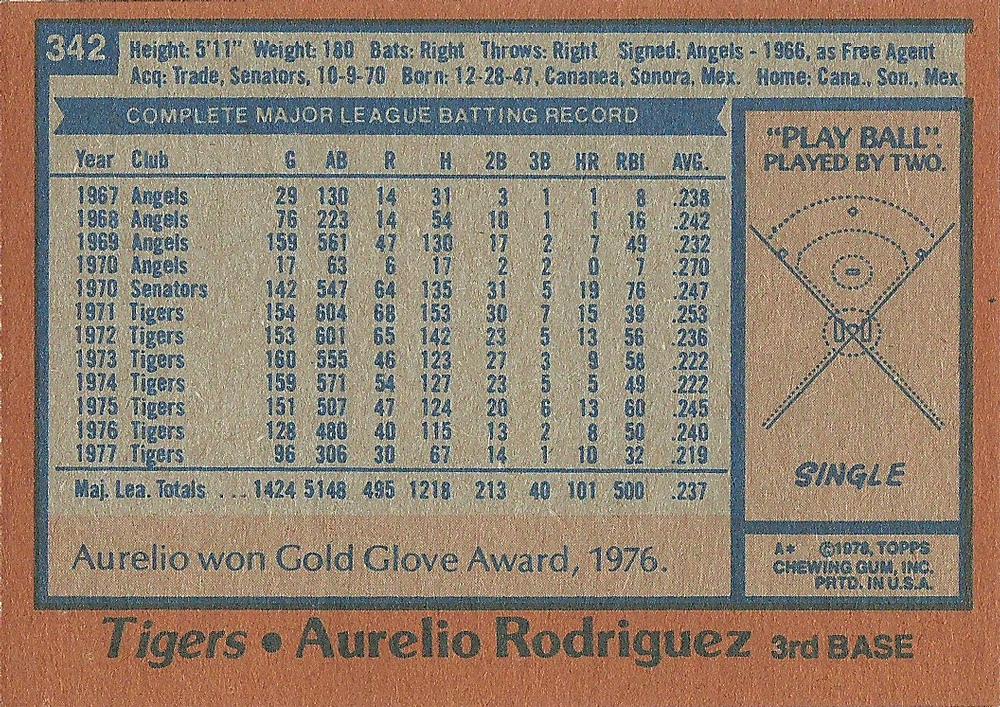 342
Height: 5'11" Weight: 180 Bats: Right Throws: Right Signed: Angels - 1966, as Free Agent
Acq: Trade, Senators, 10-9-70 Born: 12-28-47, Cananea, Sonora, Mex. Home: Cana., Son., Mex.
COMPLETE MAJOR LEAGUE BATTING RECORD
Year Club G AB R H 2B 3B HR RBI AVG.
1967 Angels 29 130 14 31 3 1 1 8 .238
1968 Angels 76 223 14 54 10 1 1 16 .242
1969 Angels 159 561 47 130 17 2 7 49 .232
1970 Angels 17 63 6 17 2 2 0 7 .270
1970 Senators 142 547 64 135 31 5 19 76 .247
1971 Tigers 154 604 68 153 30 7 15 39 .253
1972 Tigers 153 601 65 142 23 5 13 56 .236
1973 Tigers 160 555 46 123 27 3 9 58 .222
1974 Tigers 159 571 54 127 23 5 5 49 .222
1975 Tigers 151 507 47 124 20 6 13 60 .245
1976 Tigers 128 480 40 115 13 2 8 50 .240
1977 Tigers 96 306 30 67 14 1 10 32 .219
Maj. Lea. Totals ... 1424 5148 495 1218 213 40 101 500 .237
Aurelio won Gold Glove Award, 1976.
"PLAY BALL".
PLAYED BY TWO.
SINGLE
A* ©1978, TOPPS
CHEWING GUM, INC.
PRTD. IN U.S.A.
Tigers • Aurelio Rodriguez 3rd BASE